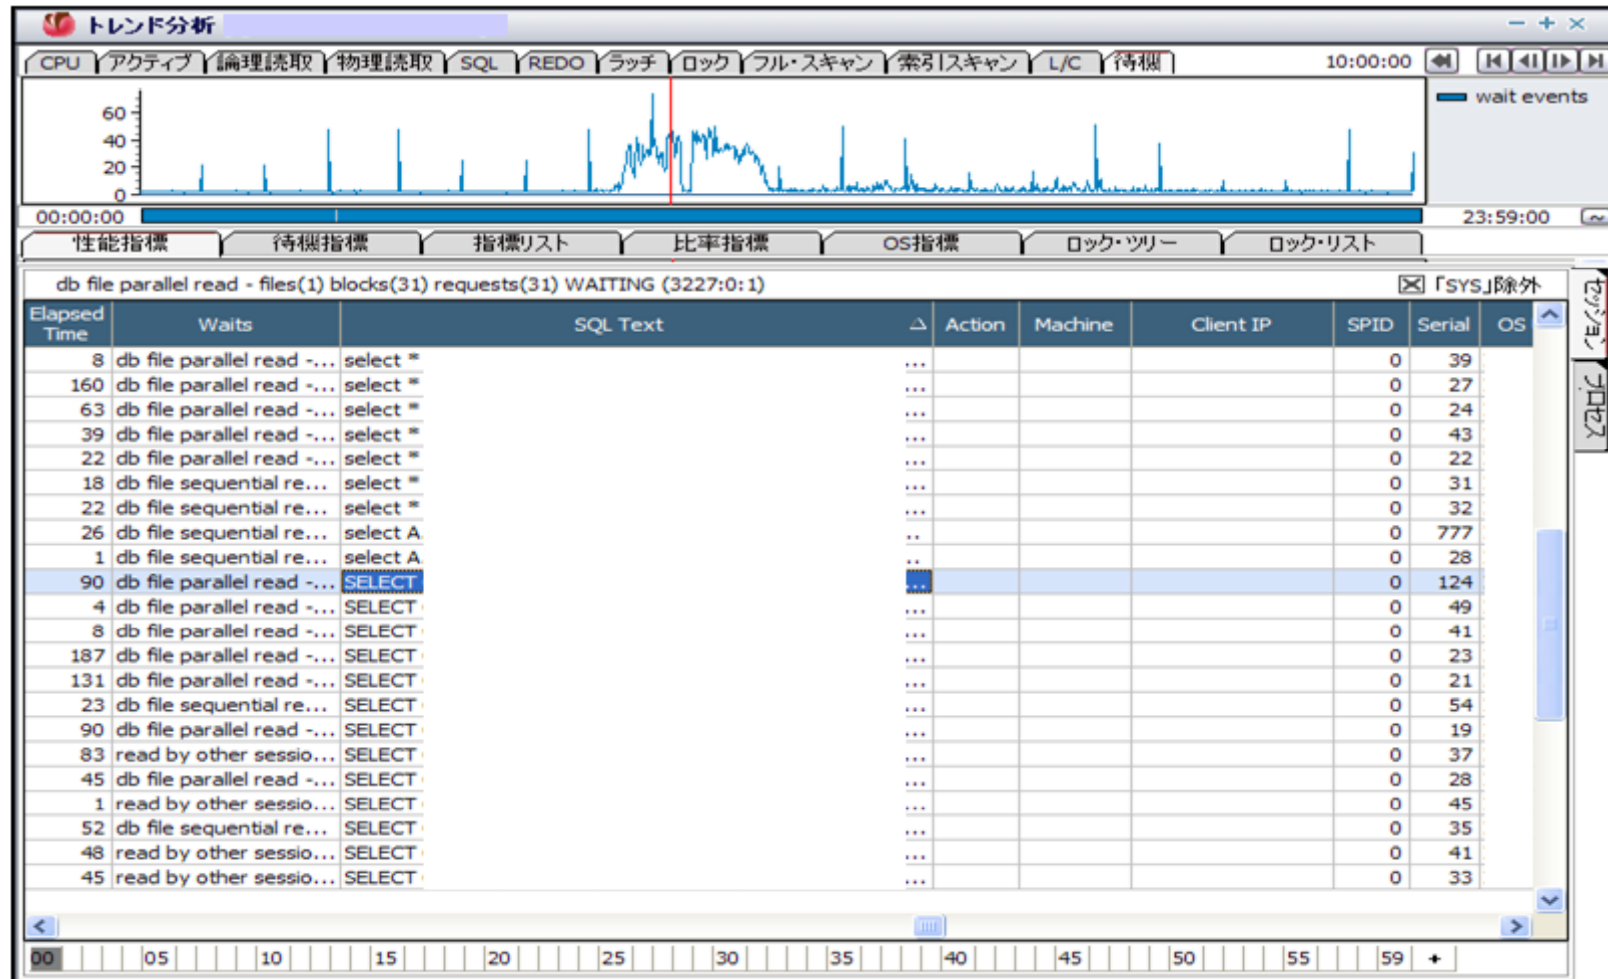 トレンド分析
CPU アクティブ 論理読取 物理読取 SQL REDO ラッチ ロック フル・スキャン 索引スキャン L/C 待機 10:00:00
60
40
20
0
wait events
00:00:00 23:59:00
性能指標 待機指標 指標リスト 比率指標 OS指標 ロック・ツリー ロック・リスト
db file parallel read - files(1) blocks(31) requests(31) WAITING (3227:0:1) 「SYS」除外
セッション
プロセス
Elapsed Time Waits SQL Text Action Machine Client IP SPID Serial OS
8 db file parallel read -... select * ... 0 39
160 db file parallel read -... select * ... 0 27
63 db file parallel read -... select * ... 0 24
39 db file parallel read -... select * ... 0 43
22 db file parallel read -... select * ... 0 22
18 db file sequential re... select * ... 0 31
22 db file sequential re... select * ... 0 32
26 db file sequential re... select A .. 0 777
1 db file sequential re... select A .. 0 28
90 db file parallel read -... SELECT ... 0 124
4 db file parallel read -... SELECT ... 0 49
8 db file parallel read -... SELECT ... 0 41
187 db file parallel read -... SELECT ... 0 23
131 db file parallel read -... SELECT ... 0 21
23 db file sequential re... SELECT ... 0 54
90 db file parallel read -... SELECT ... 0 19
83 read by other sessio... SELECT ... 0 37
45 db file parallel read -... SELECT ... 0 28
1 read by other sessio... SELECT ... 0 45
52 db file sequential re... SELECT ... 0 35
48 read by other sessio... SELECT ... 0 41
45 read by other sessio... SELECT ... 0 33
00 05 10 15 20 25 30 35 40 45 50 55 59 +